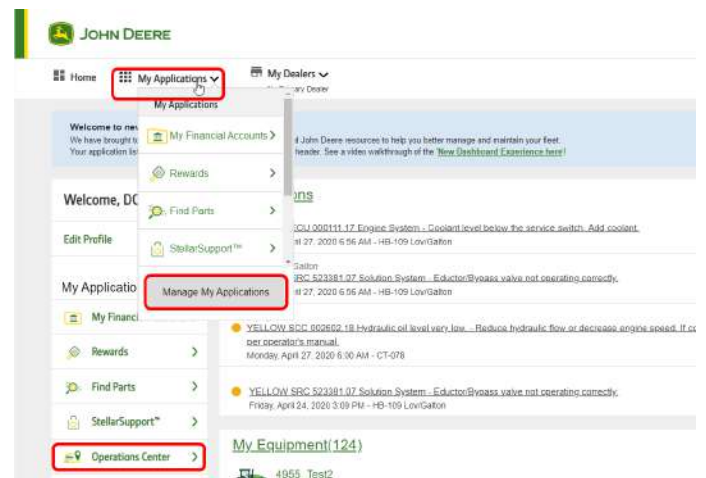 JOHN DEERE
Home
My Applications
My Dealers
Dealer
My Applications
My Financial Accounts
Rewards
Find Parts
StellarSupport™
Manage My Applications
Welcome to
We have brought
d John Deere resources to help you better manage and maintain your fleet.
Your application
header. See a video walkthrough of the 'New Dashboard Experience here'!
Welcome, DC
Edit Profile
ons
ECU 000111.17 Engine System - Coolant level below the service switch. Add coolant.
27, 2020 6:56 AM - HB-109 Lov/Galton
Galton
SRC 523381.07 Solution System - Eductor/Bypass valve not operating correctly.
27, 2020 6:56 AM - HB-109 Lov/Galton
YELLOW SCC 002602.18 Hydraulic oil level very low. - Reduce hydraulic flow or decrease engine speed. If co
per operator's manual.
Monday, April 27, 2020 6:00 AM - CT-078
YELLOW SRC 523381.07 Solution System - Eductor/Bypass valve not operating correctly.
Friday, April 24, 2020 3:09 PM - HB-109 Lov/Galton
My Applicatio
My Financi
Rewards
Find Parts
StellarSupport™
Operations Center
My Equipment(124)
4955 Test2